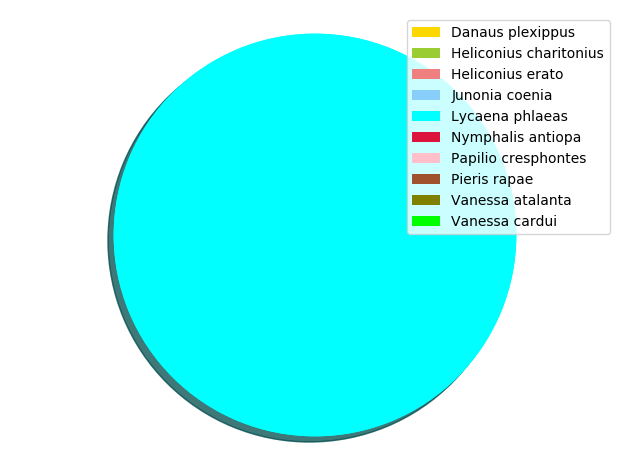 Danaus plexippus
Heliconius charitonius
Heliconius erato
Junonia coenia
Lycaena phlaeas
Nymphalis antiopa
Papilio cresphontes
Pieris rapae
Vanessa atalanta
Vanessa cardui